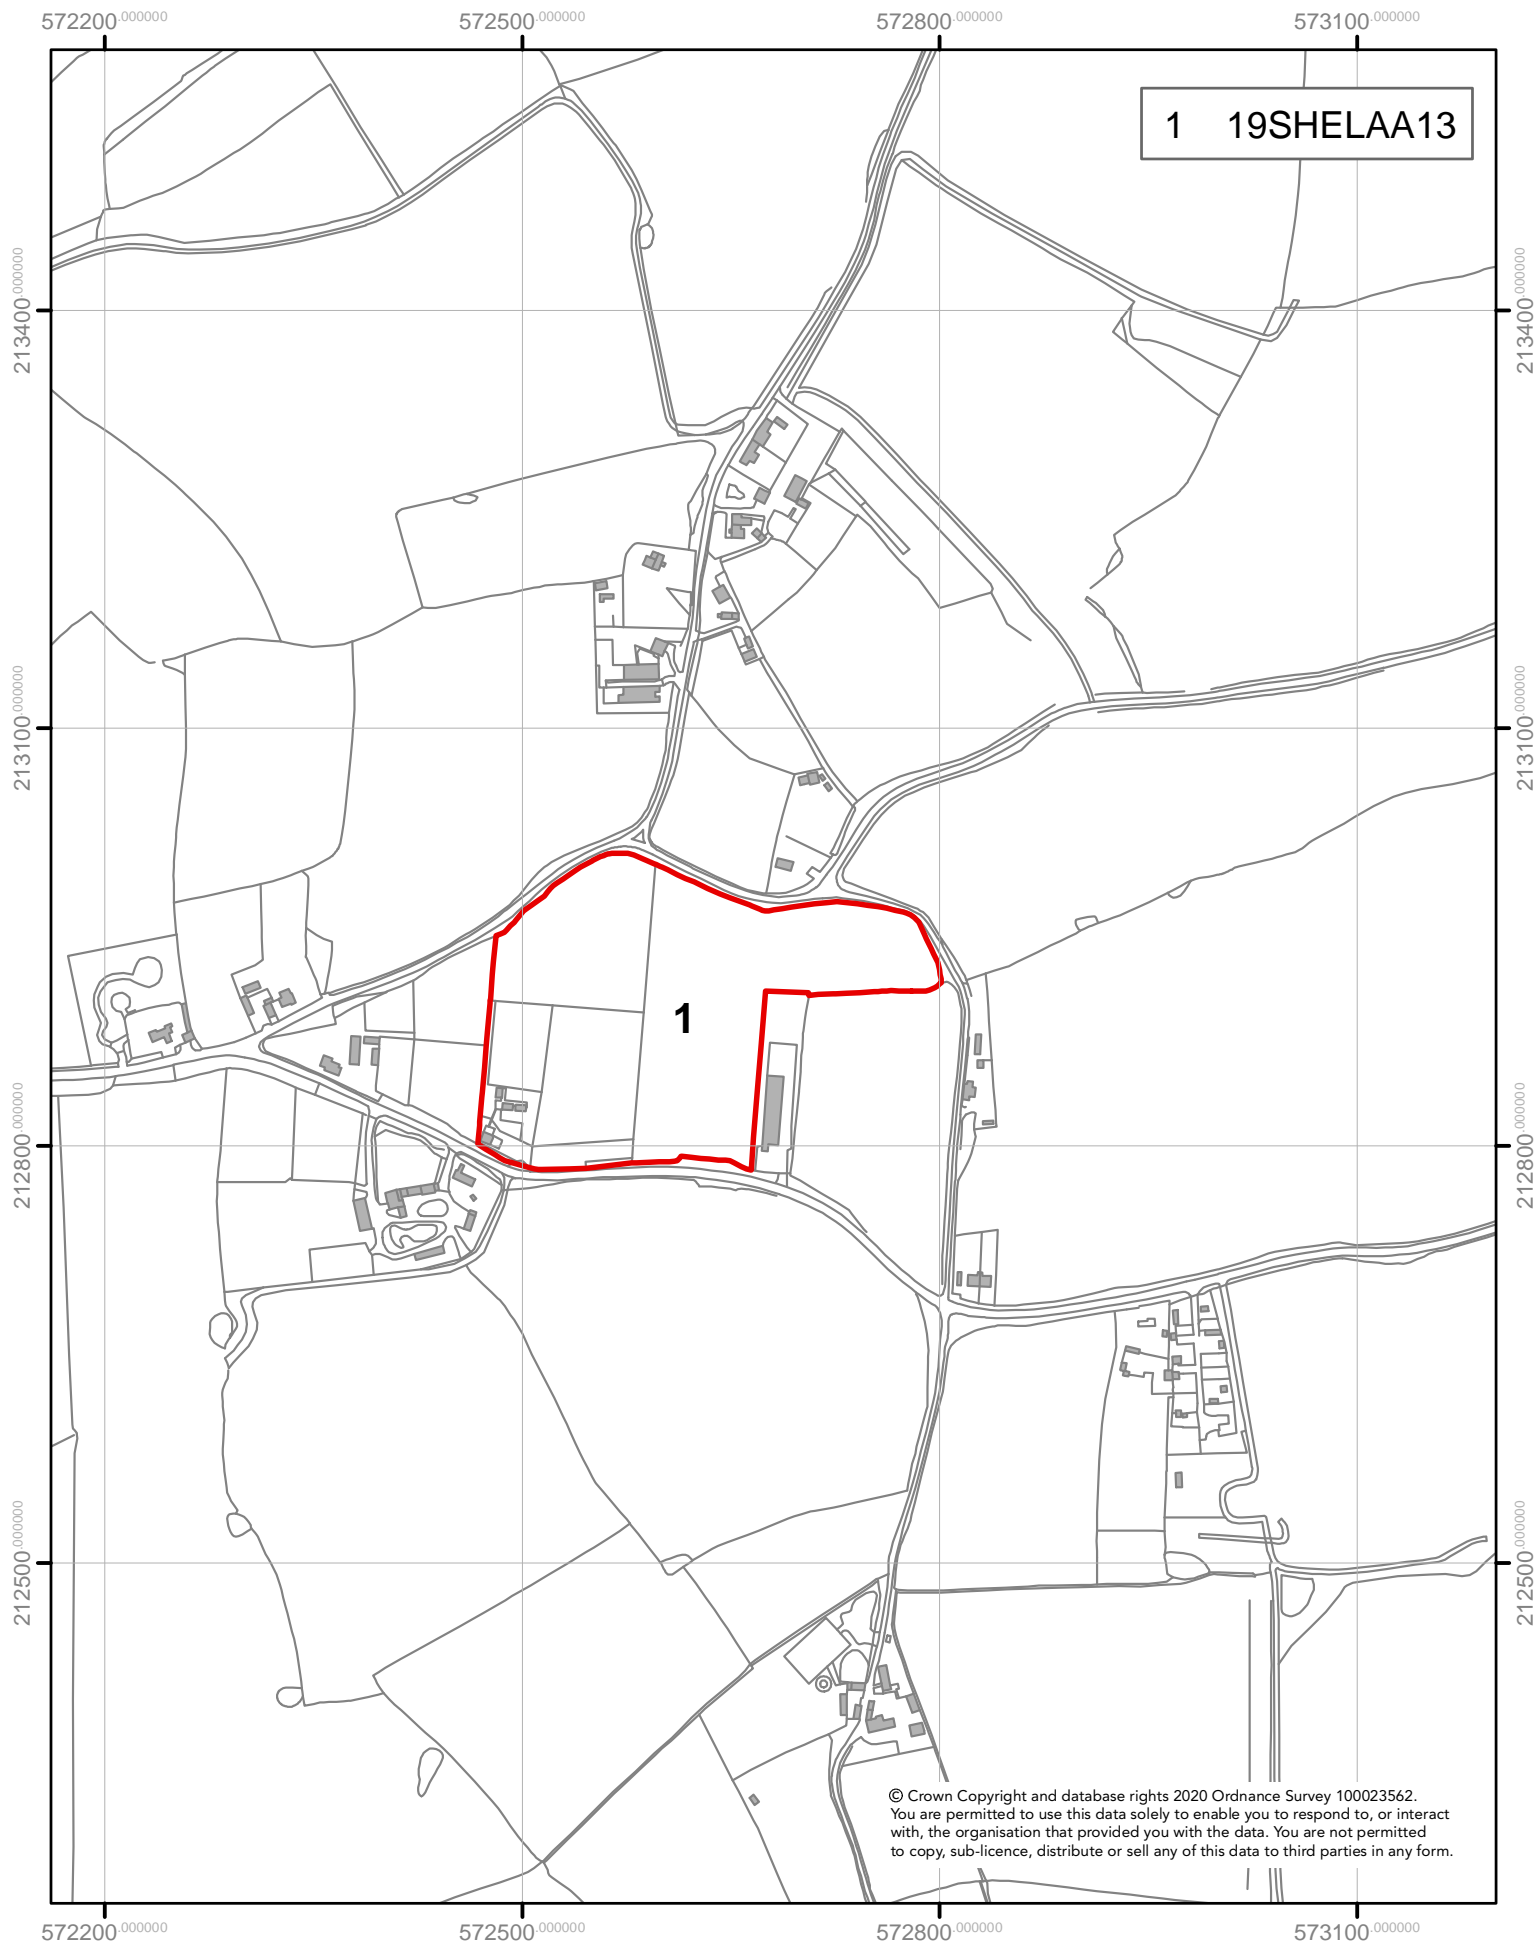 572200.000000 572500.000000 572800.000000 573100.000000
1 19SHELAA13
213400.000000 213400.000000
213100.000000 213100.000000
1
212800.000000 212800.000000
212500.000000 212500.000000
© Crown Copyright and database rights 2020 Ordnance Survey 100023562.
You are permitted to use this data solely to enable you to respond to, or interact
with, the organisation that provided you with the data. You are not permitted
to copy, sub-licence, distribute or sell any of this data to third parties in any form.
572200.000000 572500.000000 572800.000000 573100.000000